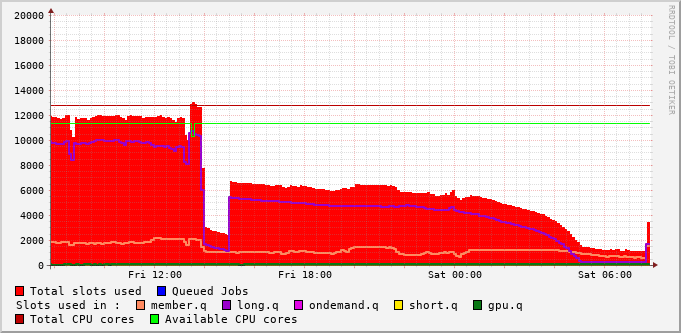 20000
18000
16000
14000
12000
10000
8000
6000
4000
2000
0
Fri 12:00 Fri 18:00 Sat 00:00 Sat 06:00
Total slots used Queued Jobs
Slots used in : member.q long.q ondemand.q short.q gpu.q
Total CPU cores Available CPU cores
RRDTOOL / TOBI OETIKER